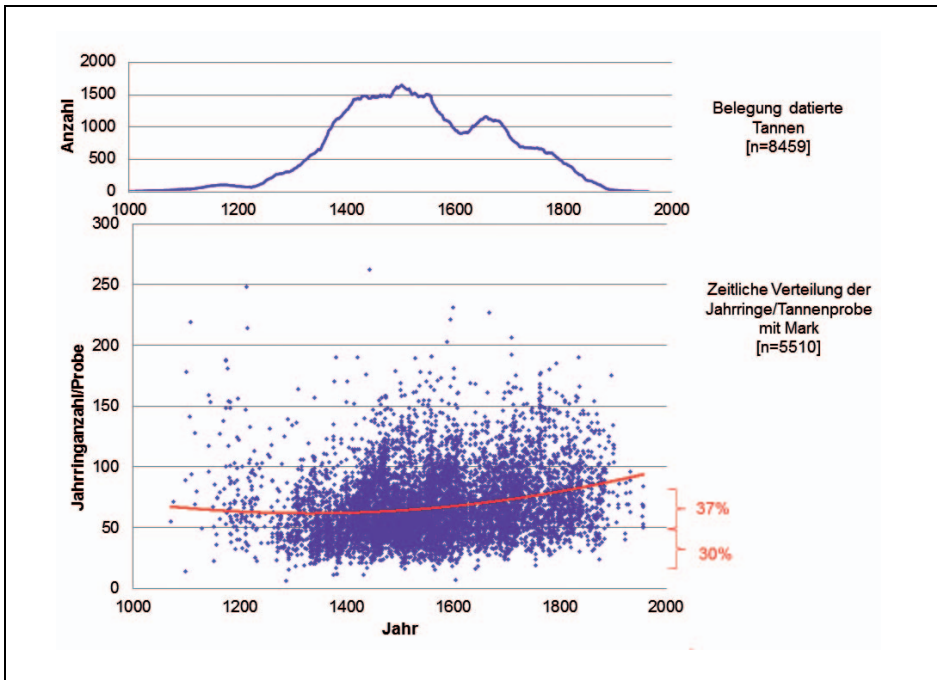 2000
1500
1000
500
0
Anzahl
1000 1200 1400 1600 1800 2000
Belegung datierte
Tannen
[n=8459]
300
250
200
150
100
50
0
Jahrringanzahl/Probe
1000 1200 1400 1600 1800 2000
Jahr
Zeitliche Verteilung der
Jahrringe/Tannenprobe
mit Mark
[n=5510]
37%
30%